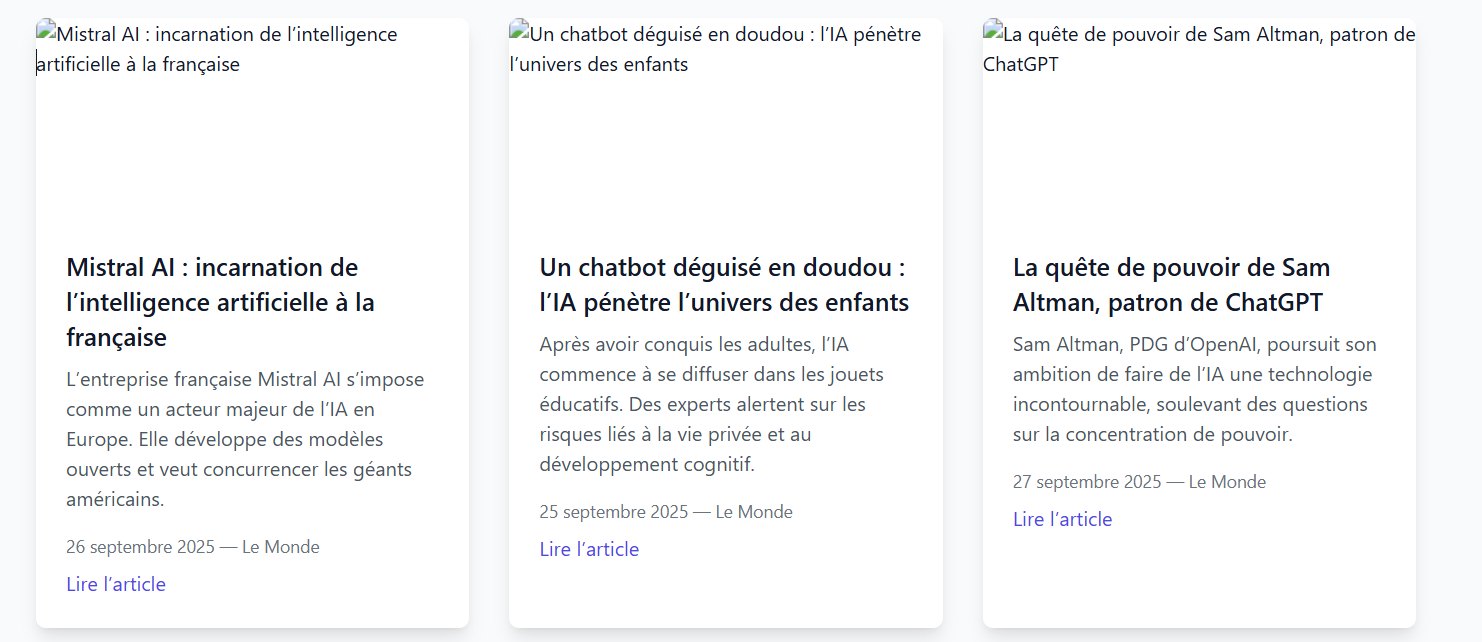 Mistral AI : incarnation de l’intelligence
artificielle à la française
Mistral AI : incarnation de
l’intelligence artificielle à la
française
L’entreprise française Mistral AI s’impose
comme un acteur majeur de l’IA en
Europe. Elle développe des modèles
ouverts et veut concurrencer les géants
américains.
26 septembre 2025 — Le Monde
Lire l’article
Un chatbot déguisé en doudou : l’IA pénètre
l’univers des enfants
Un chatbot déguisé en doudou :
l’IA pénètre l’univers des enfants
Après avoir conquis les adultes, l’IA
commence à se diffuser dans les jouets
éducatifs. Des experts alertent sur les
risques liés à la vie privée et au
développement cognitif.
25 septembre 2025 — Le Monde
Lire l’article
La quête de pouvoir de Sam Altman, patron de
ChatGPT
La quête de pouvoir de Sam
Altman, patron de ChatGPT
Sam Altman, PDG d’OpenAI, poursuit son
ambition de faire de l’IA une technologie
incontournable, soulevant des questions
sur la concentration de pouvoir.
27 septembre 2025 — Le Monde
Lire l’article